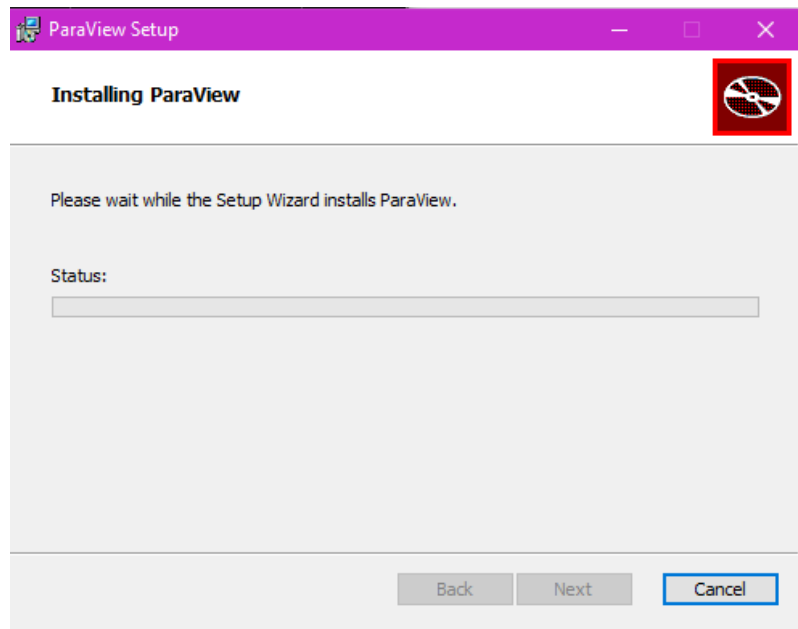 ParaView Setup
Installing ParaView
Please wait while the Setup Wizard installs ParaView.
Status:
Back Next Cancel